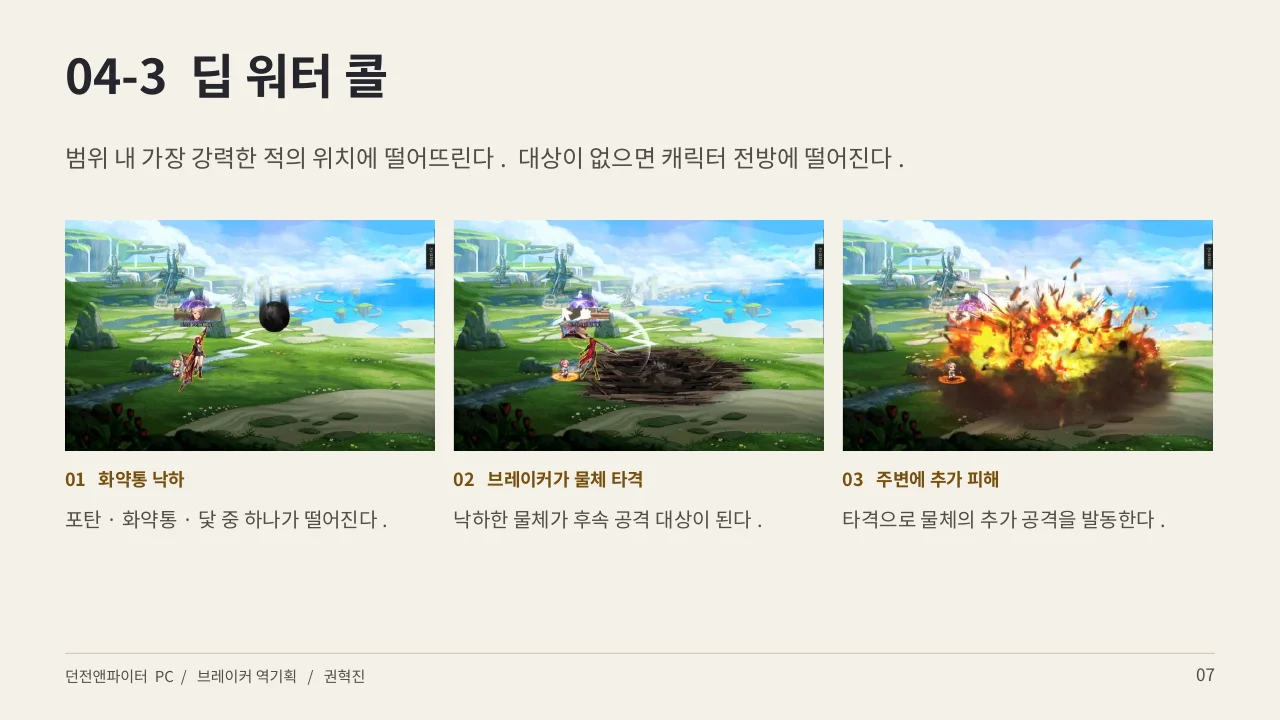 04-3 딥 워터 콜
범위 내 가장 강력한 적의 위치에 떨어뜨린다 . 대상이 없으면 캐릭터 전방에 떨어진다 .
01 화약통 낙하
포탄 · 화약통 · 닻 중 하나가 떨어진다 .
02 브레이커가 물체 타격
낙하한 물체가 후속 공격 대상이 된다 .
03 주변에 추가 피해
타격으로 물체의 추가 공격을 발동한다 .
던전앤파이터 PC / 브레이커 역기획 / 권혁진
07